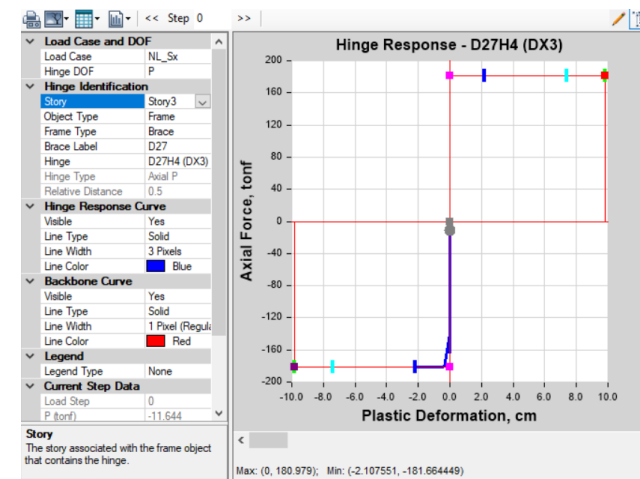 << Step 0 >>
Load Case and DOF
Load Case NL_Sx
Hinge DOF P
Hinge Identification
Story Story3
Object Type Frame
Frame Type Brace
Brace Label D27
Hinge D27H4 (DX3)
Hinge Type Axial P
Relative Distance 0.5
Hinge Response Curve
Visible Yes
Line Type Solid
Line Width 3 Pixels
Line Color Blue
Backbone Curve
Visible Yes
Line Type Solid
Line Width 1 Pixel (Regula
Line Color Red
Legend
Legend Type None
Current Step Data
Load Step 0
P (tonf) -11.644
Story
The story associated with the frame object
that contains the hinge.
Hinge Response - D27H4 (DX3)
Axial Force, tonf
200
160
120
80
40
0
-40
-80
-120
-160
-200
-10.0 -8.0 -6.0 -4.0 -2.0 0.0 2.0 4.0 6.0 8.0 10.0
Plastic Deformation, cm
<
Max: (0, 180.979); Min: (-2.107551, -181.664449)